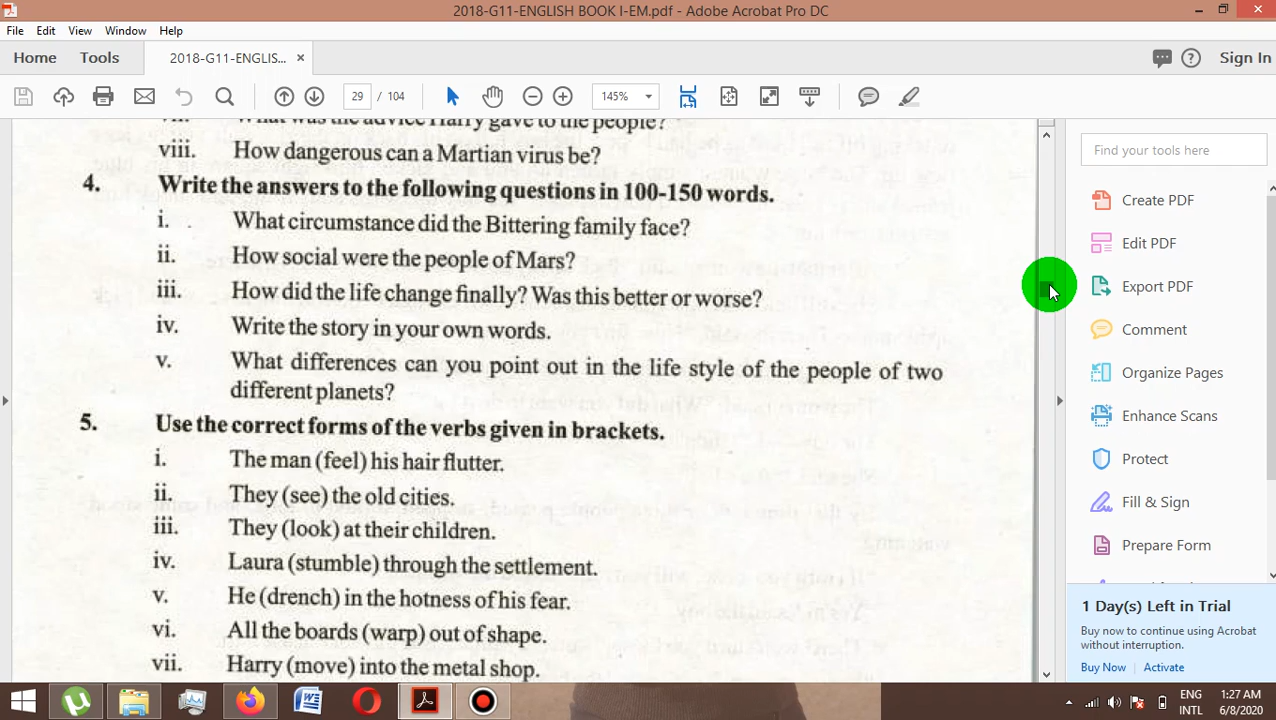 2018-G11-ENGLISH BOOK I-EM.pdf - Adobe Acrobat Pro DC
File Edit View Window Help
Home Tools 2018-G11-ENGLIS... × Sign In
29 / 104 145%
What was the advice Harry gave to the people?
viii. How dangerous can a Martian virus be?
4. Write the answers to the following questions in 100-150 words.
i. What circumstance did the Bittering family face?
ii. How social were the people of Mars?
iii. How did the life change finally? Was this better or worse?
iv. Write the story in your own words.
v. What differences can you point out in the life style of the people of two
different planets?
5. Use the correct forms of the verbs given in brackets.
i. The man (feel) his hair flutter.
ii. They (see) the old cities.
iii. They (look) at their children.
iv. Laura (stumble) through the settlement.
v. He (drench) in the hotness of his fear.
vi. All the boards (warp) out of shape.
vii. Harry (move) into the metal shop.
Find your tools here
Create PDF
Edit PDF
Export PDF
Comment
Organize Pages
Enhance Scans
Protect
Fill & Sign
Prepare Form
1 Day(s) Left in Trial
Buy now to continue using Acrobat
without interruption.
Buy Now Activate
ENG 1:27 AM
INTL 6/8/2020